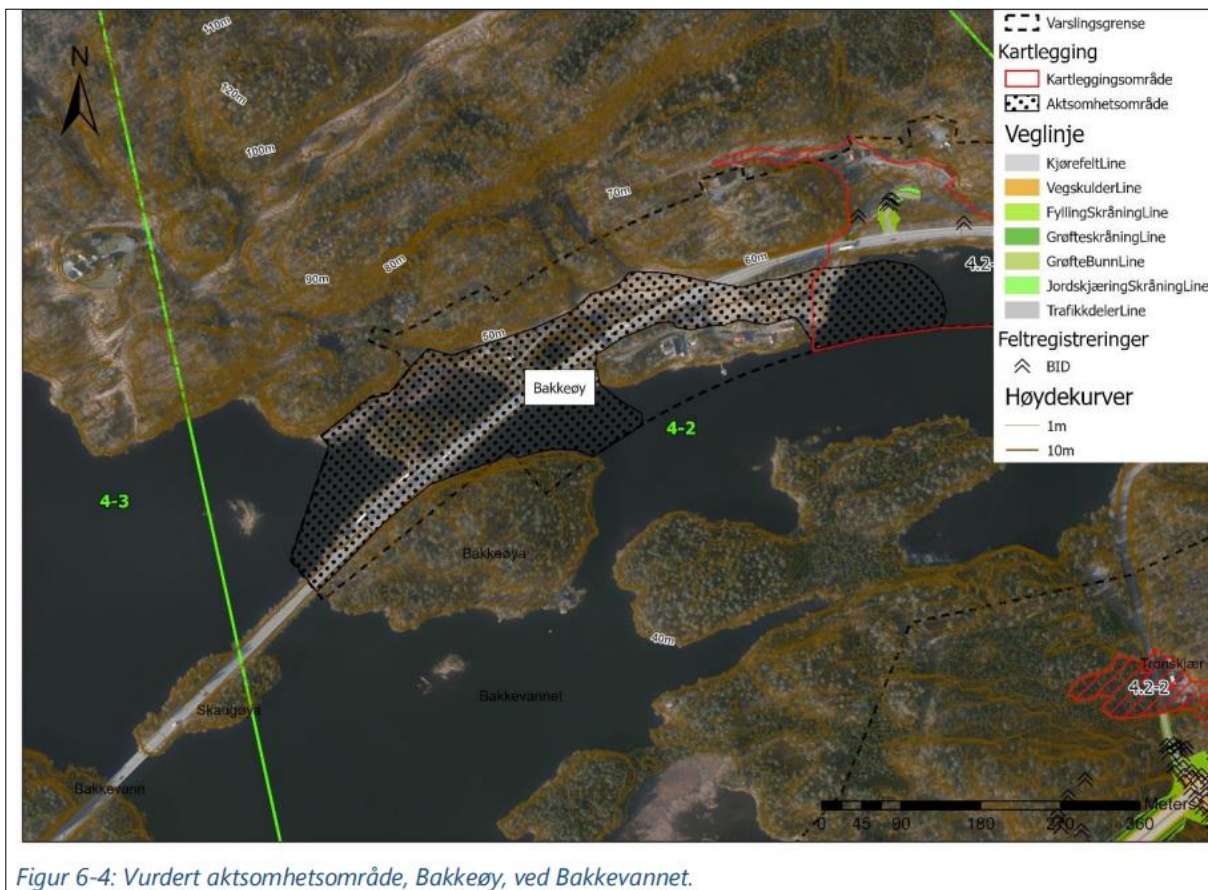 110m
120m
100m
N
90m
80m
70m
60m
50m
Bakkeøy
4-2
4-3
4.2-
Bakkeøya
40m
Bakkevannet
Skaugøya
Bakkevann
Tronskjær
4.2-2
Varslingsgrense
Kartlegging
Kartleggingsområde
Aktsomhetsområde
Veglinje
KjørefeltLine
VegskulderLine
FyllingSkråningLine
GrøfteskråningLine
GrøfteBunnLine
JordskjæringSkråningLine
TrafikkdelerLine
Feltregistreringer
BID
Høydekurver
1m
10m
Meters
0 45 90 180 270 360
Figur 6-4: Vurdert aktsomhetsområde, Bakkeøy, ved Bakkevannet.